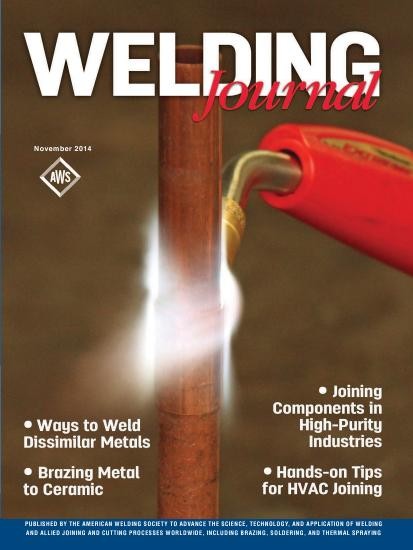 WELDING
Journal
November 2014
AWS
• Ways to Weld
Dissimilar Metals
• Brazing Metal
to Ceramic
• Joining
Components in
High-Purity
Industries
• Hands-on Tips
for HVAC Joining
PUBLISHED BY THE AMERICAN WELDING SOCIETY TO ADVANCE THE SCIENCE, TECHNOLOGY, AND APPLICATION OF WELDING
AND ALLIED JOINING AND CUTTING PROCESSES WORLDWIDE, INCLUDING BRAZING, SOLDERING, AND THERMAL SPRAYING